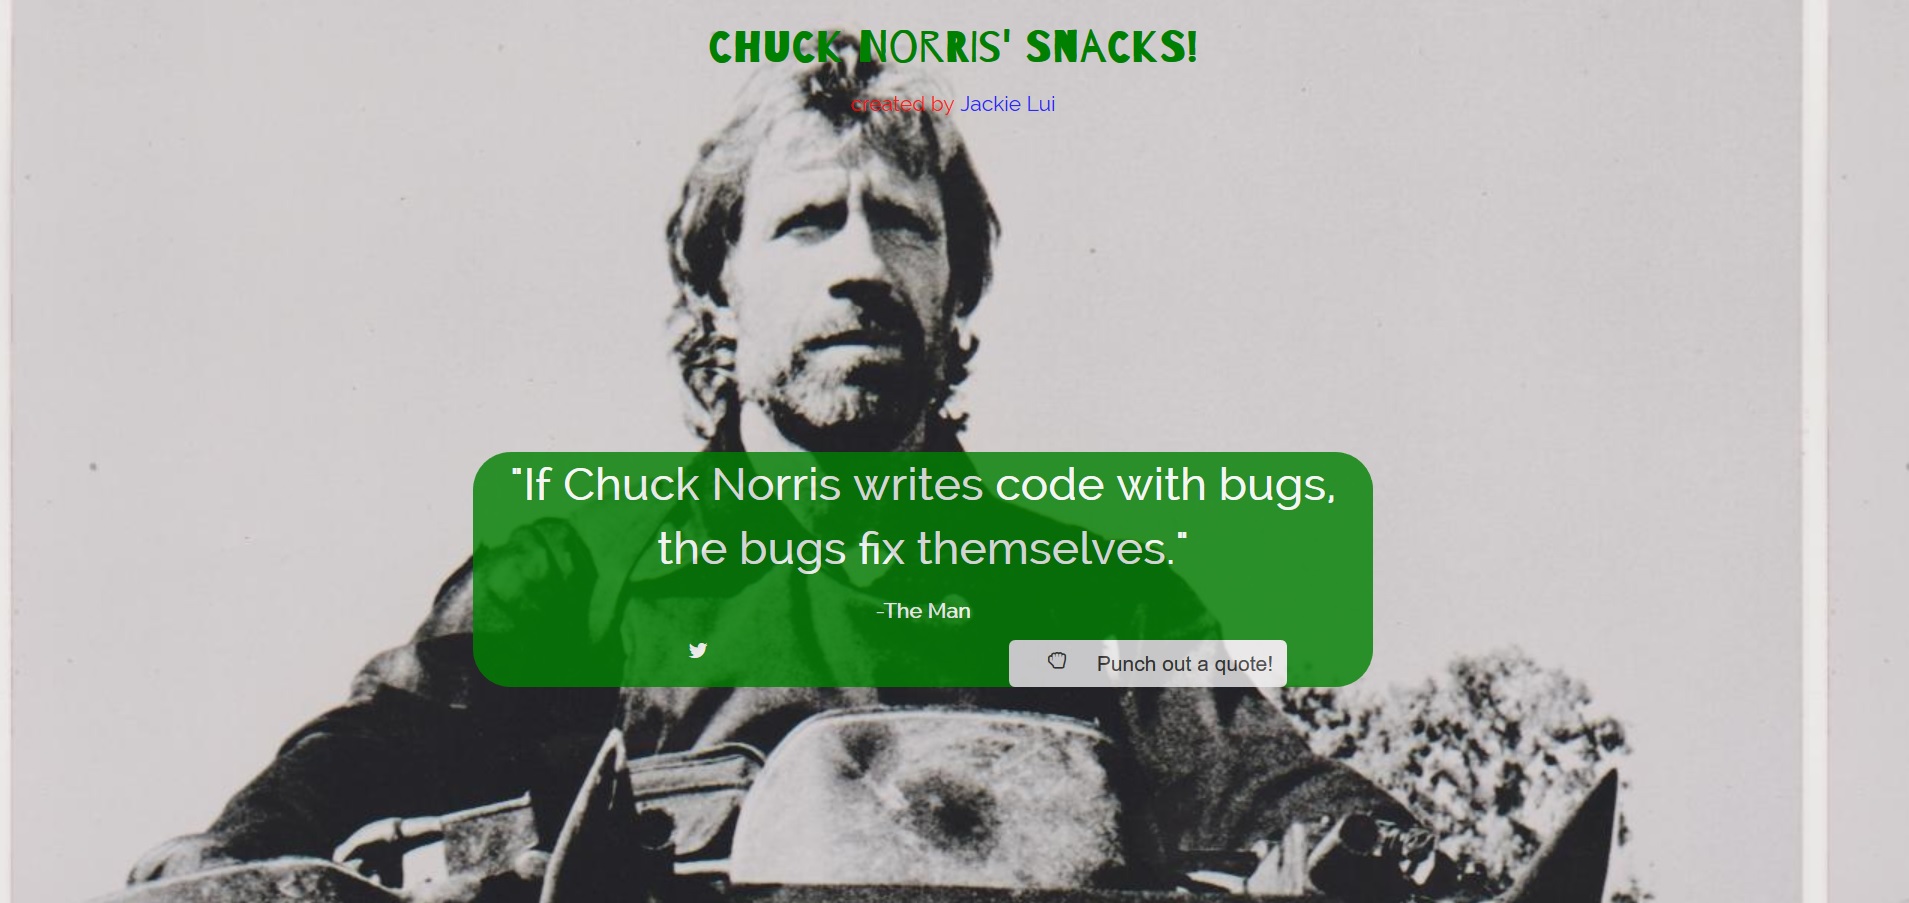 CHUCK NORRIS' SNACKS!
created by Jackie Lui
"If Chuck Norris writes code with bugs,
the bugs fix themselves."
-The Man
Punch out a quote!